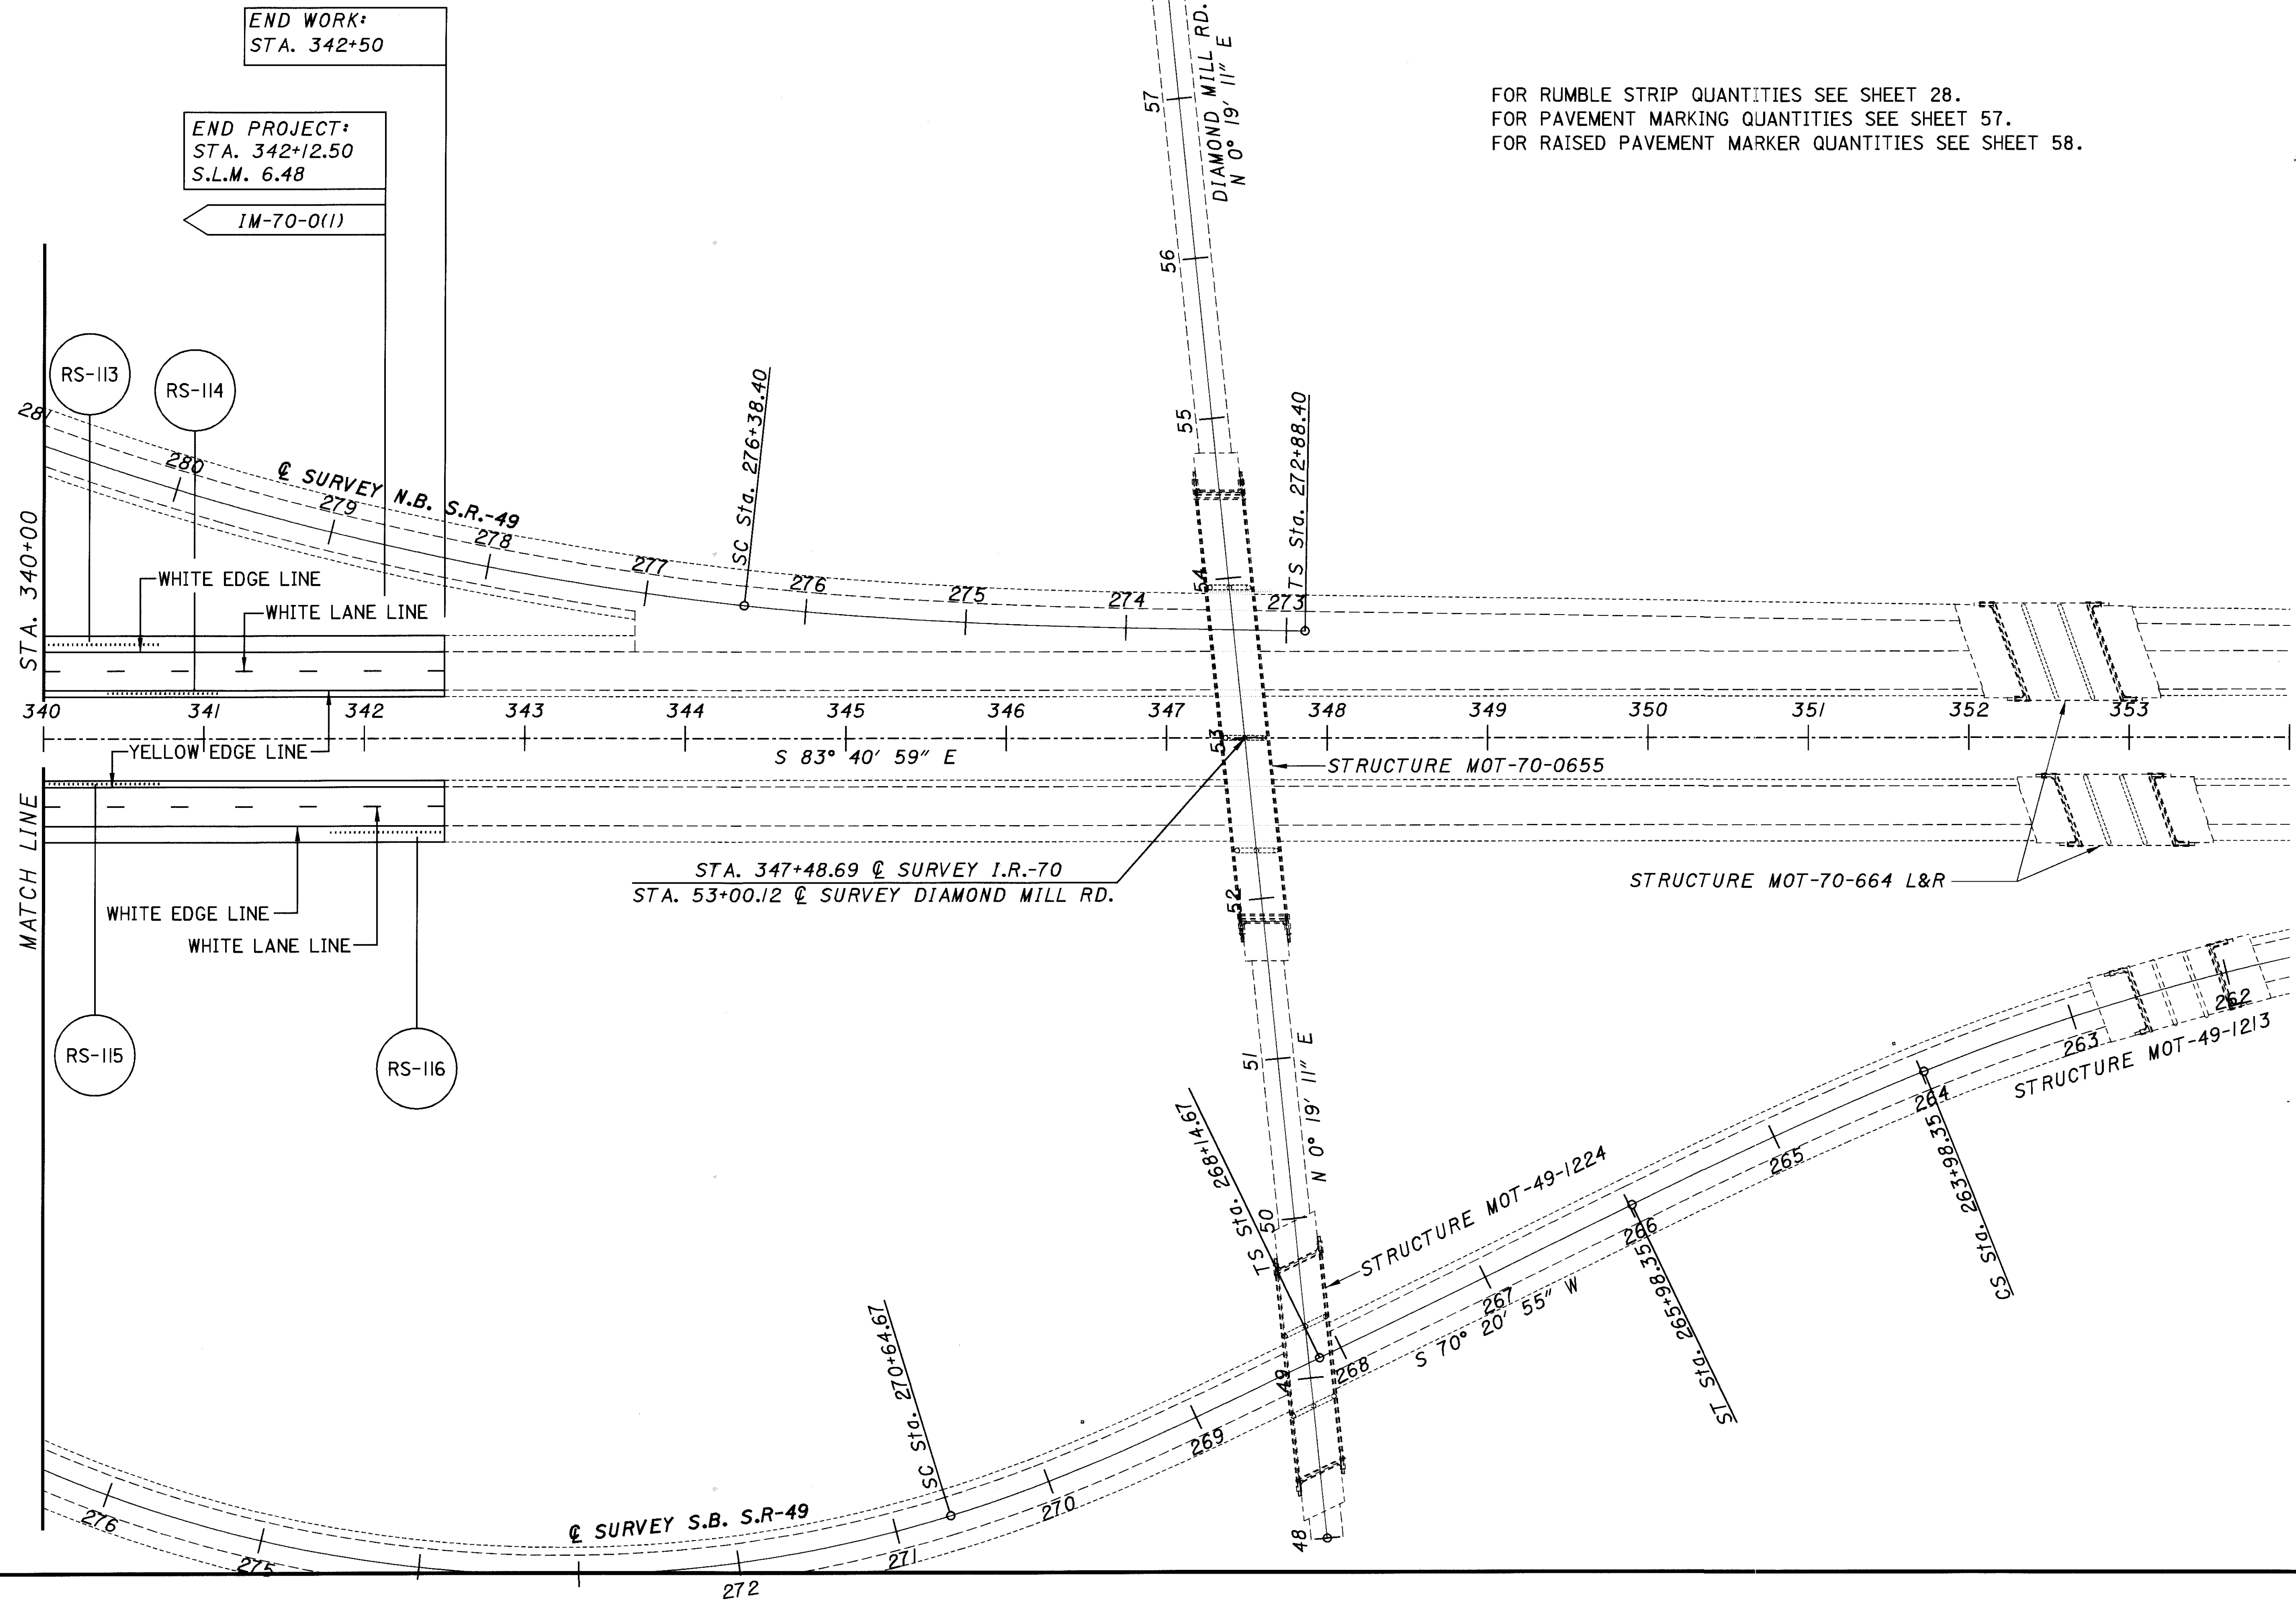 END WORK:
STA. 342+50
END PROJECT:
STA. 342+12.50
S.L.M. 6.48
IM-70-0(1)
FOR RUMBLE STRIP QUANTITIES SEE SHEET 28.
FOR PAVEMENT MARKING QUANTITIES SEE SHEET 57.
FOR RAISED PAVEMENT MARKER QUANTITIES SEE SHEET 58.
DIAMOND MILL RD.
N 0° 19' 11" E
57
56
55
54
53
52
51
50
49
48
RS-113
RS-114
280
279
278
277
276
275
274
273
℄ SURVEY N.B. S.R.-49
SC Sta. 276+38.40
TS Sta. 272+88.40
WHITE EDGE LINE
WHITE LANE LINE
STA. 340+00
MATCH LINE
340
341
342
343
344
345
346
347
348
349
350
351
352
353
YELLOW EDGE LINE
S 83° 40' 59" E
STRUCTURE MOT-70-0655
STA. 347+48.69 ℄ SURVEY I.R.-70
STA. 53+00.12 ℄ SURVEY DIAMOND MILL RD.
STRUCTURE MOT-70-664 L&R
WHITE EDGE LINE
WHITE LANE LINE
RS-115
RS-116
N 0° 19' 11" E
262
263
STRUCTURE MOT-49-1213
264
CS Sta. 263+98.35
265
266
ST Sta. 265+98.35
267
S 70° 20' 55" W
268
STRUCTURE MOT-49-1224
TS Sta. 268+14.67
269
270
SC Sta. 270+64.67
271
272
275
276
℄ SURVEY S.B. S.R-49